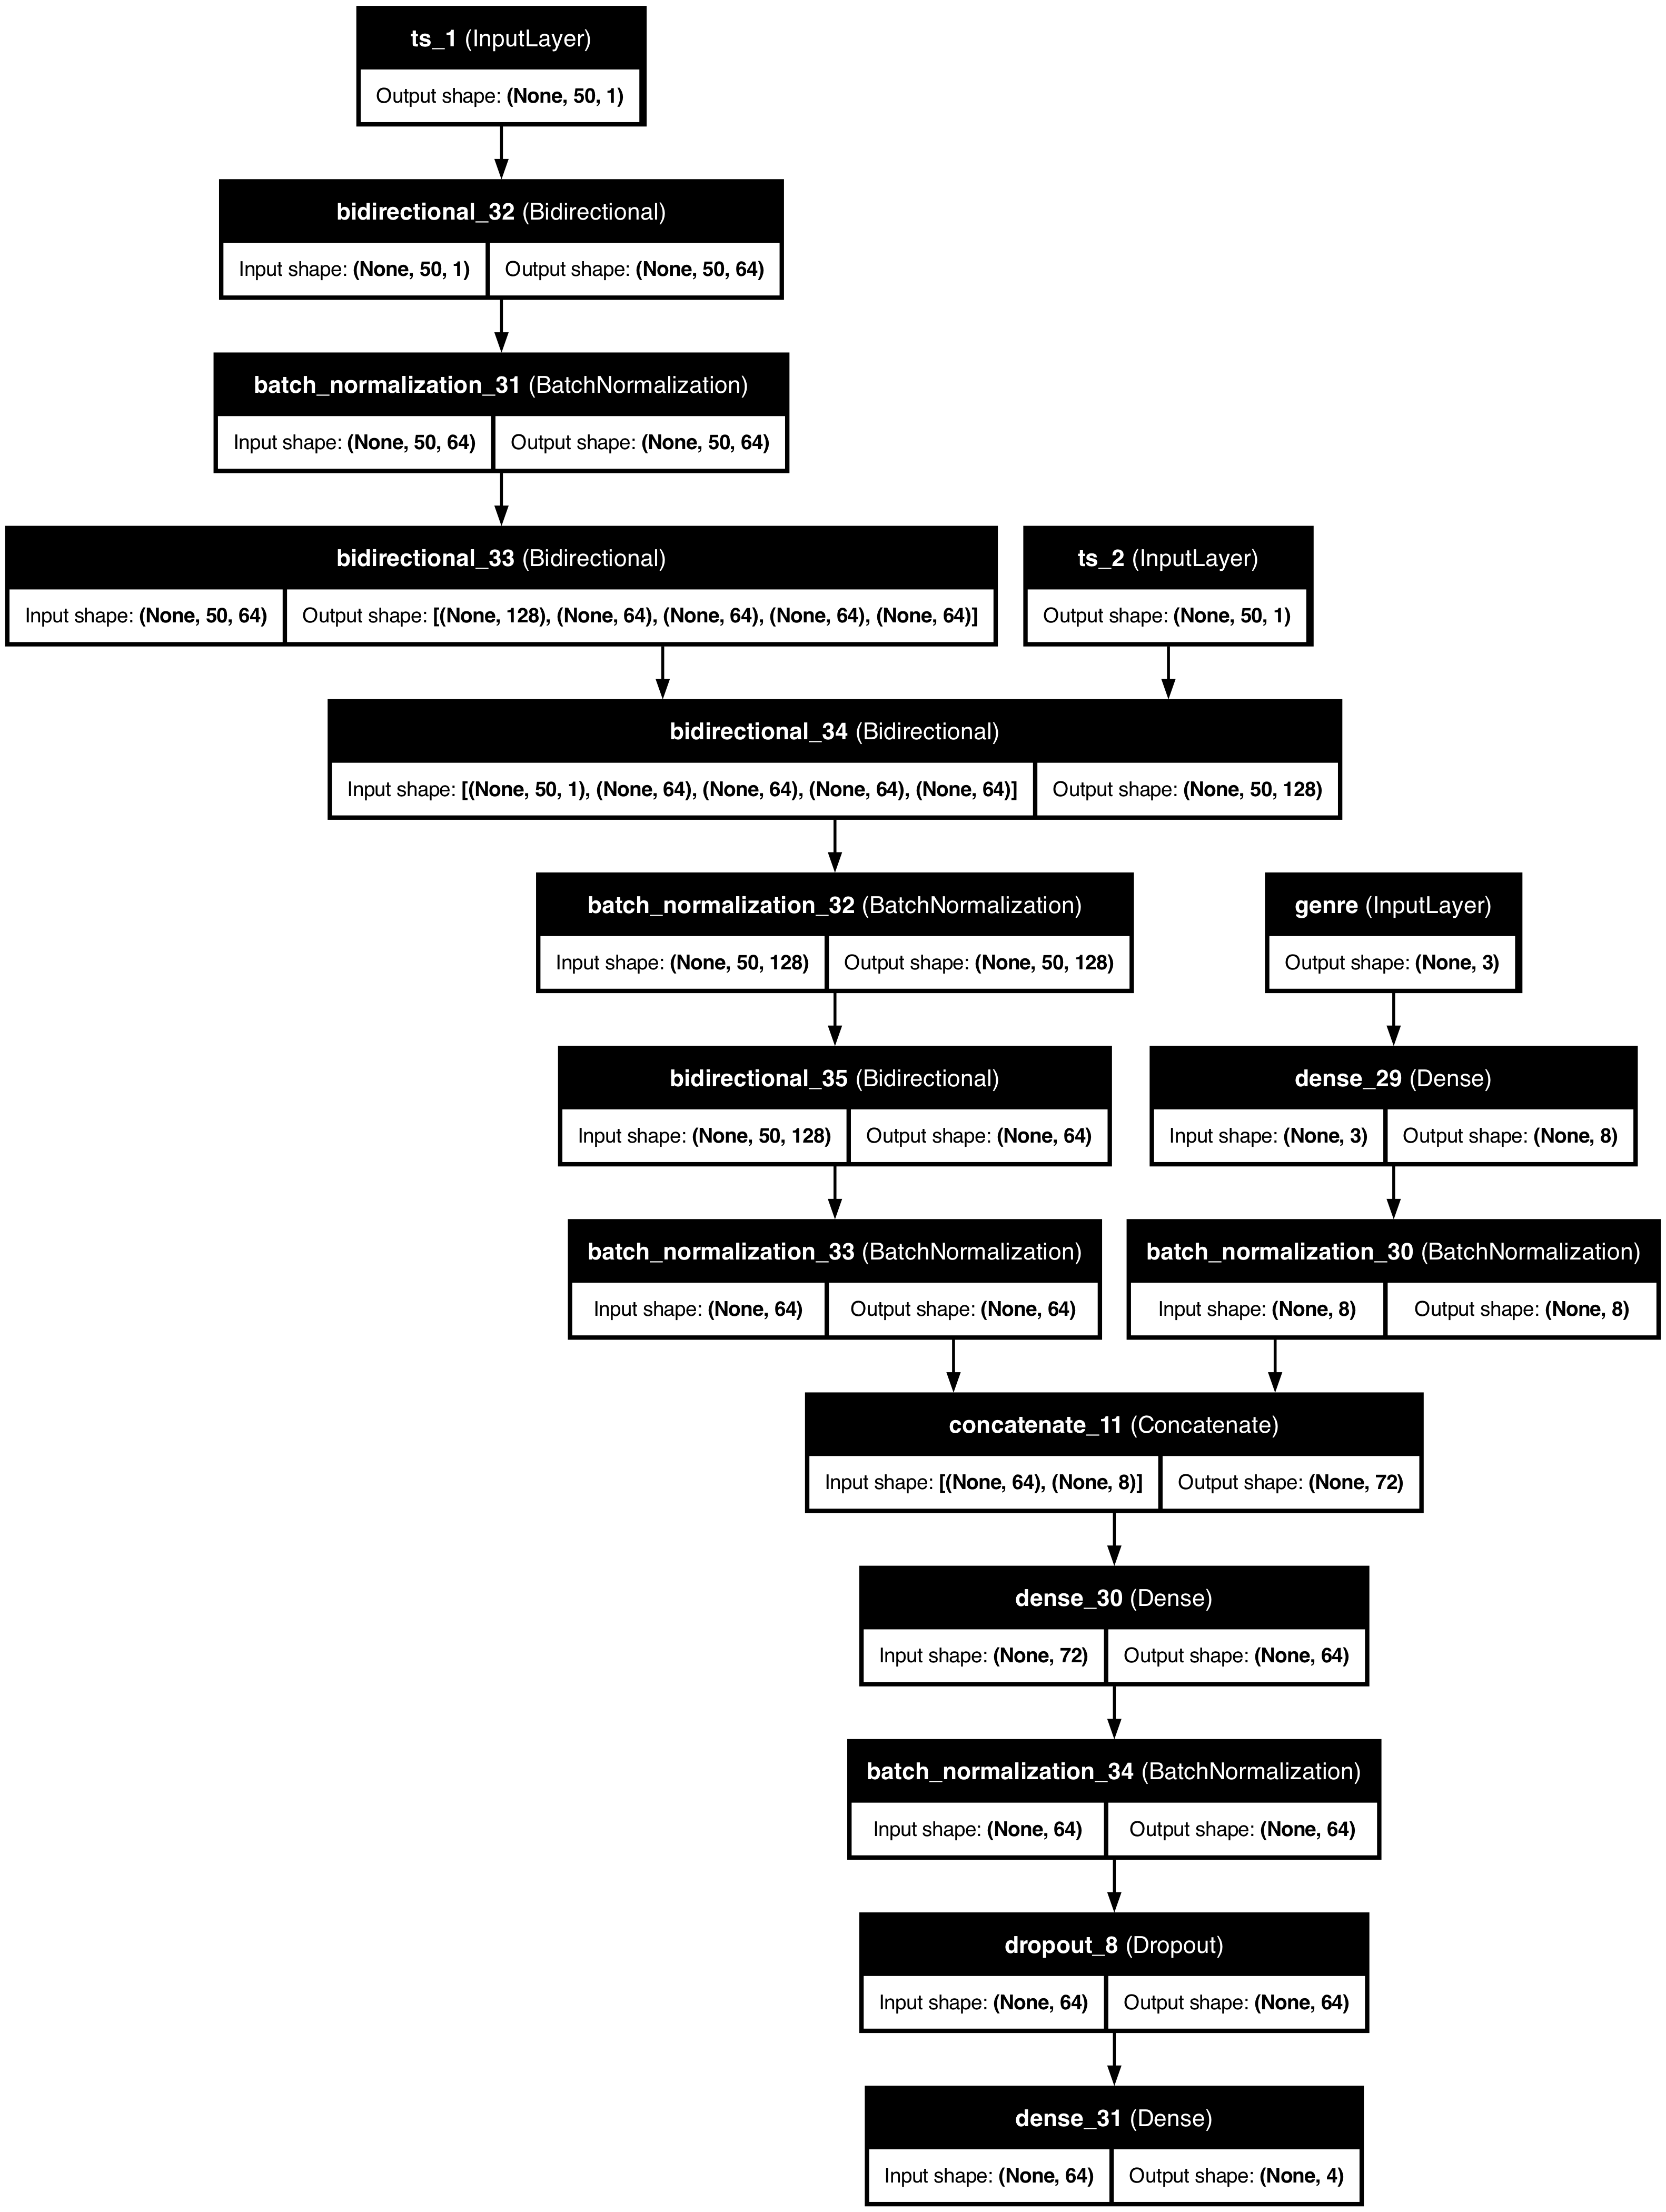 ts_1 (InputLayer)
Output shape: (None, 50, 1)
bidirectional_32 (Bidirectional)
Input shape: (None, 50, 1) Output shape: (None, 50, 64)
batch_normalization_31 (BatchNormalization)
Input shape: (None, 50, 64) Output shape: (None, 50, 64)
bidirectional_33 (Bidirectional)
Input shape: (None, 50, 64) Output shape: [(None, 128), (None, 64), (None, 64), (None, 64), (None, 64)]
ts_2 (InputLayer)
Output shape: (None, 50, 1)
bidirectional_34 (Bidirectional)
Input shape: [(None, 50, 1), (None, 64), (None, 64), (None, 64), (None, 64)] Output shape: (None, 50, 128)
batch_normalization_32 (BatchNormalization)
Input shape: (None, 50, 128) Output shape: (None, 50, 128)
genre (InputLayer)
Output shape: (None, 3)
bidirectional_35 (Bidirectional)
Input shape: (None, 50, 128) Output shape: (None, 64)
dense_29 (Dense)
Input shape: (None, 3) Output shape: (None, 8)
batch_normalization_33 (BatchNormalization)
Input shape: (None, 64) Output shape: (None, 64)
batch_normalization_30 (BatchNormalization)
Input shape: (None, 8) Output shape: (None, 8)
concatenate_11 (Concatenate)
Input shape: [(None, 64), (None, 8)] Output shape: (None, 72)
dense_30 (Dense)
Input shape: (None, 72) Output shape: (None, 64)
batch_normalization_34 (BatchNormalization)
Input shape: (None, 64) Output shape: (None, 64)
dropout_8 (Dropout)
Input shape: (None, 64) Output shape: (None, 64)
dense_31 (Dense)
Input shape: (None, 64) Output shape: (None, 4)